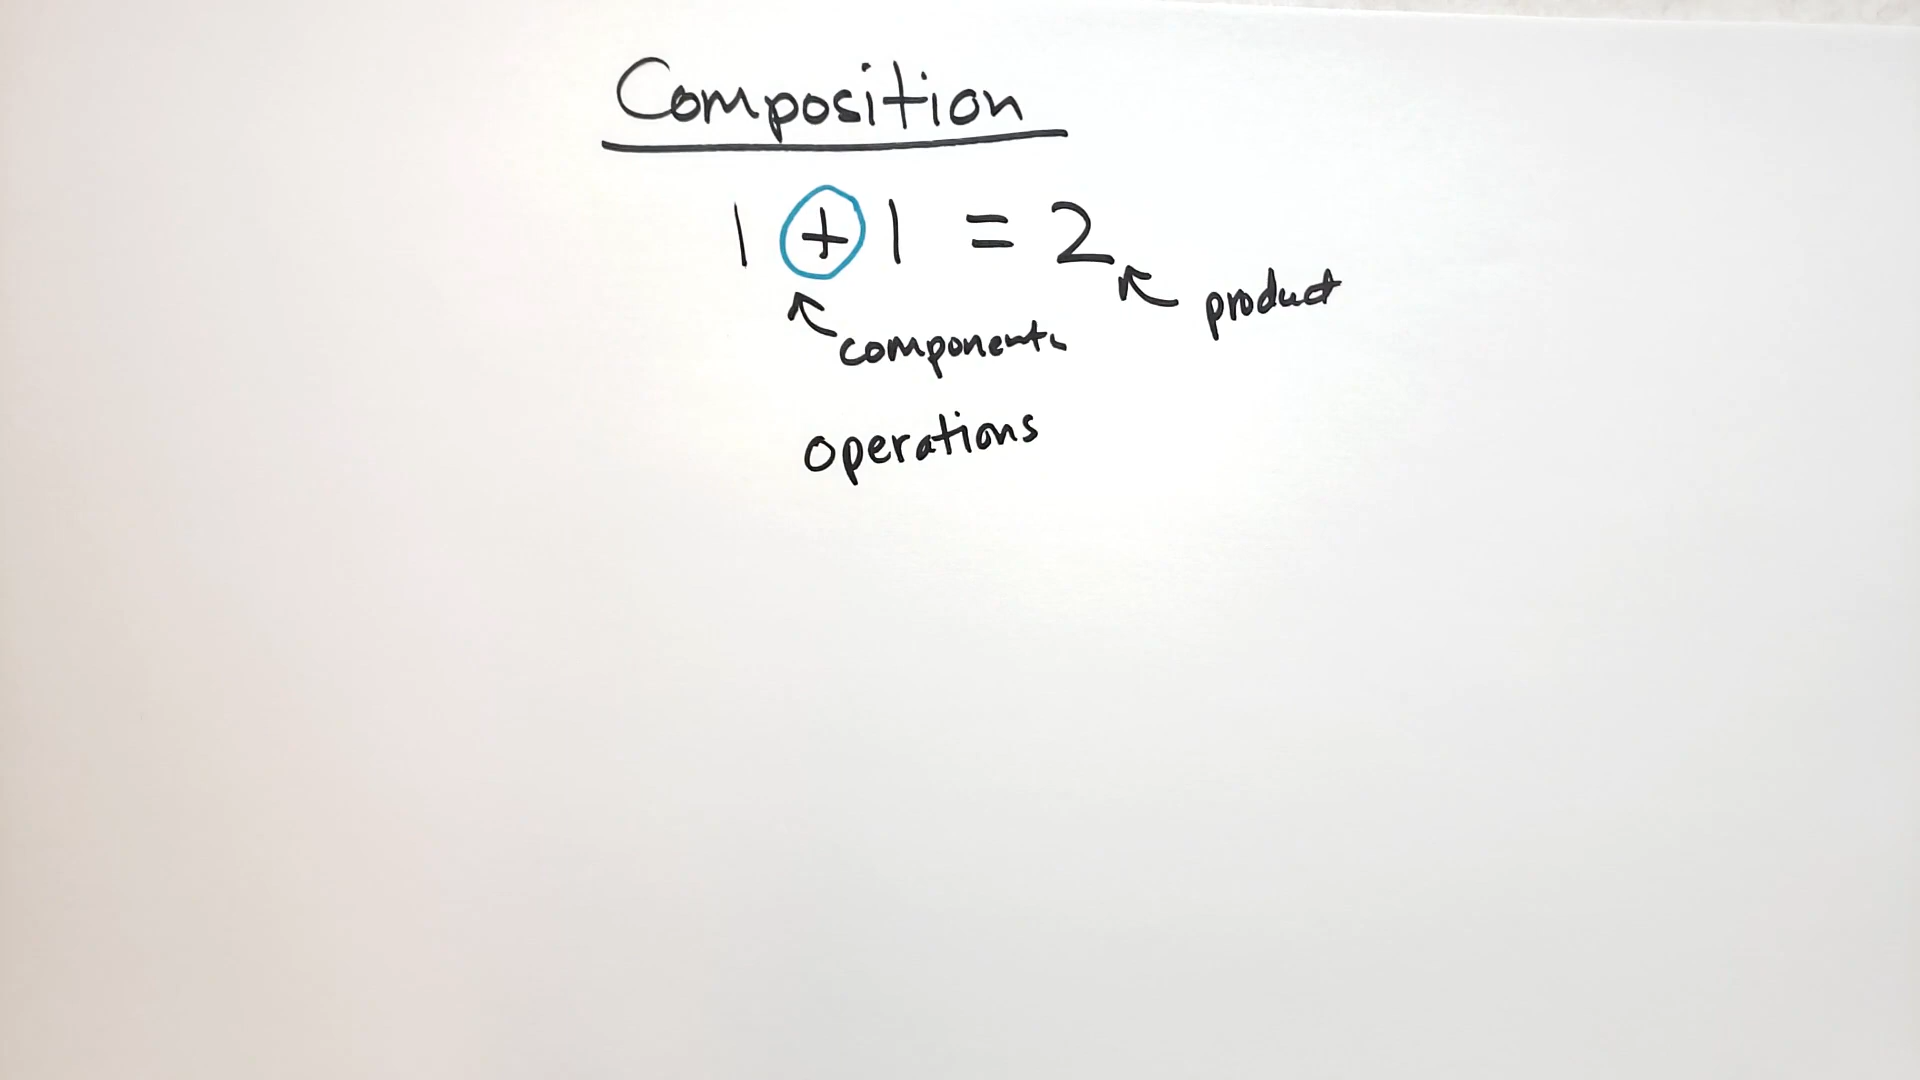 Composition
1 + 1 = 2
product
components
operations